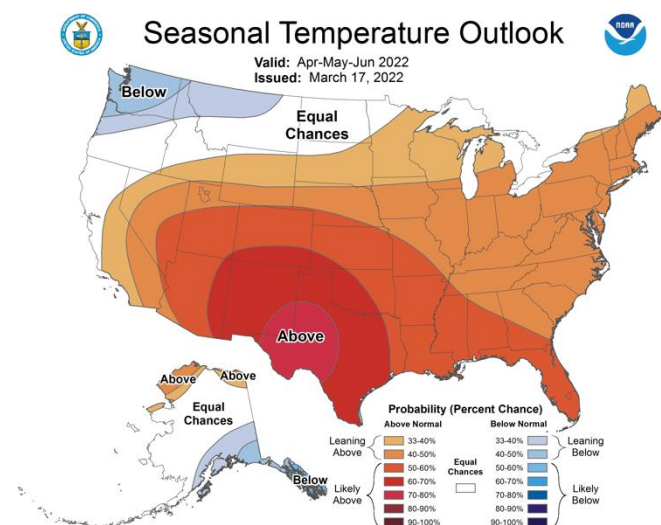 Seasonal Temperature Outlook
NOAA
Valid: Apr-May-Jun 2022
Issued: March 17, 2022
Below
Equal
Chances
Above
Above
Above
Equal
Chances
Below
Probability (Percent Chance)
Above Normal
Below Normal
Leaning
Above
33-40%
40-50%
Likely
Above
50-60%
60-70%
70-80%
80-90%
90-100%
Equal
Chances
33-40%
40-50%
Leaning
Below
50-60%
60-70%
70-80%
80-90%
90-100%
Likely
Below